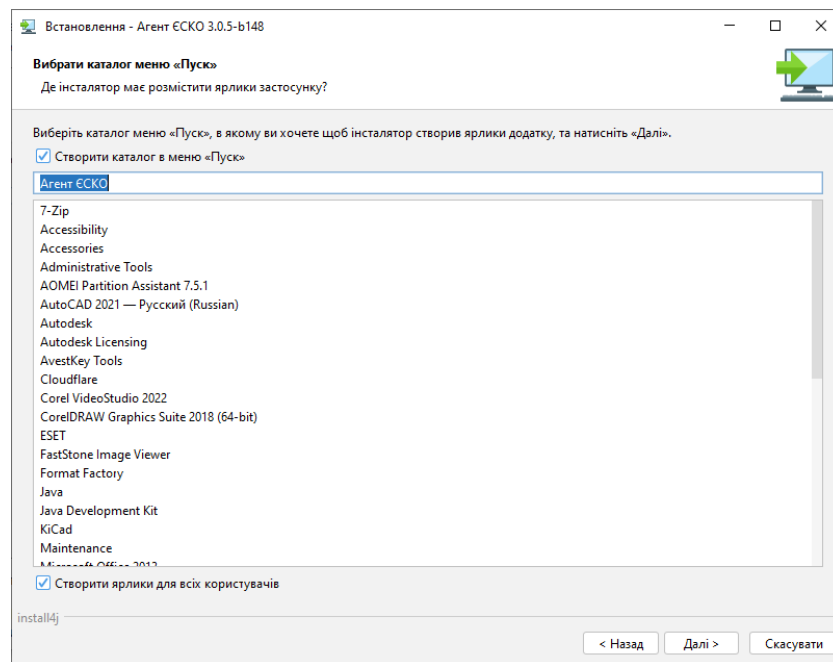 Встановлення - Агент ЄСКО 3.0.5-b148
Вибрати каталог меню «Пуск»
Де інсталятор має розмістити ярлики застосунку?
Виберіть каталог меню «Пуск», в якому ви хочете щоб інсталятор створив ярлики додатку, та натисніть «Далі».
Створити каталог в меню «Пуск»
Агент ЄСКО
7-Zip
Accessibility
Accessories
Administrative Tools
AOMEI Partition Assistant 7.5.1
AutoCAD 2021 — Русский (Russian)
Autodesk
Autodesk Licensing
AvestKey Tools
Cloudflare
Corel VideoStudio 2022
CorelDRAW Graphics Suite 2018 (64-bit)
ESET
FastStone Image Viewer
Format Factory
Java
Java Development Kit
KiCad
Maintenance
Microsoft Office 2013
Створити ярлики для всіх користувачів
install4j
< Назад Далі > Скасувати